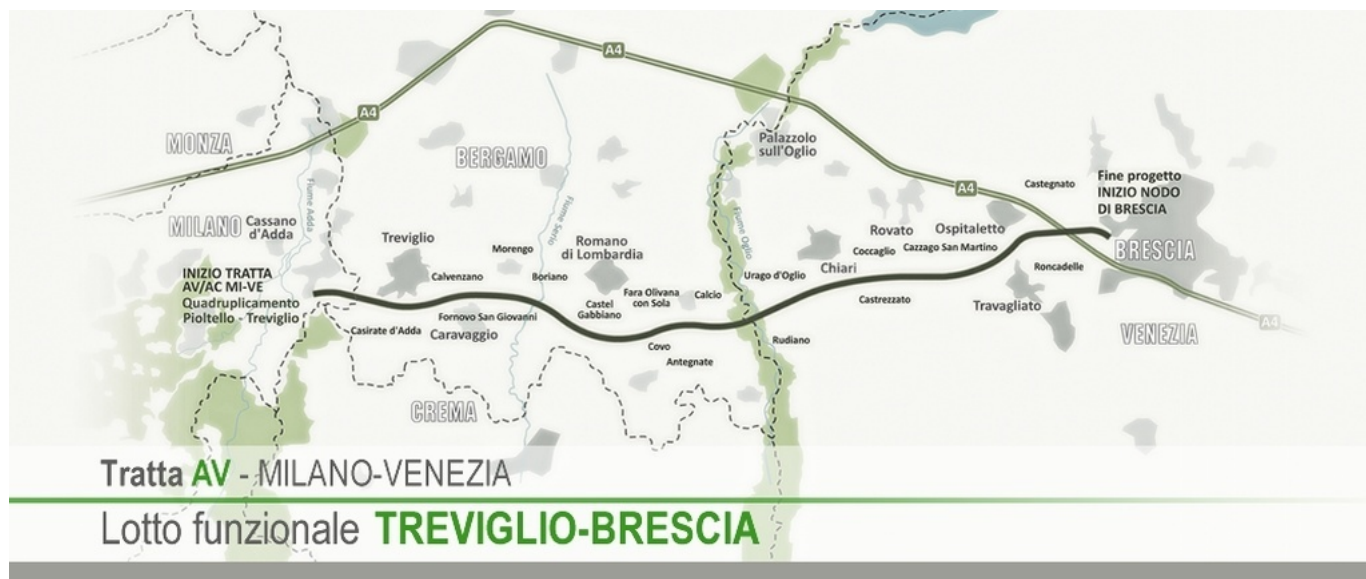 A4
A4
A4
A4
MONZA
BERGAMO
MILANO
CREMA
BRESCIA
VENEZIA
Palazzolo
sull'Oglio
Castegnato
Fine progetto
INIZIO NODO
DI BRESCIA
Fiume Adda
Fiume Serio
Fiume Oglio
Cassano
d'Adda
Treviglio
Morengo
Romano
di Lombardia
Rovato
Ospitaletto
Coccaglio
Cazzago San Martino
Chiari
Urago d'Oglio
Roncadelle
INIZIO TRATTA
AV/AC MI-VE
Quadruplicamento
Pioltello - Treviglio
Calvenzano
Boriano
Fara Olivana
con Sola
Calcio
Castel
Gabbiano
Castrezzato
Travagliato
Casirate d'Adda
Fornovo San Giovanni
Caravaggio
Covo
Antegnate
Rudiano
Tratta AV - MILANO-VENEZIA
Lotto funzionale TREVIGLIO-BRESCIA